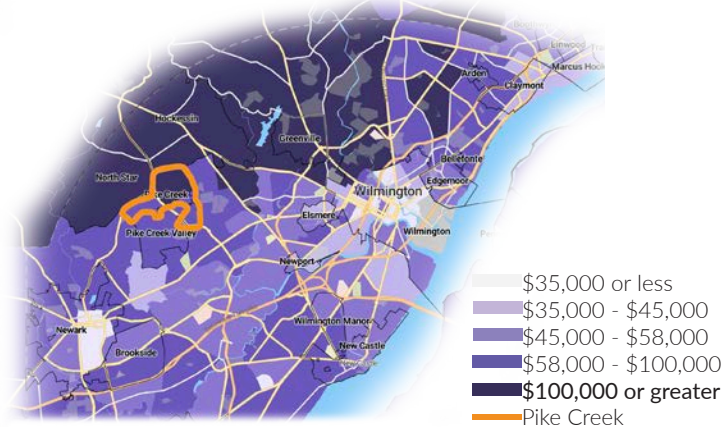 Linwood
Marcus Hook
Arden
Claymont
Hockessin
Greenville
Bellefonte
North Star
Edgemoor
Pike Creek
Wilmington
Elsmere
Wilmington
Pike Creek Valley
Newport
$35,000 or less
$35,000 - $45,000
Wilmington Manor
Newark
$45,000 - $58,000
New Castle
Brookside
$58,000 - $100,000
$100,000 or greater
Pike Creek